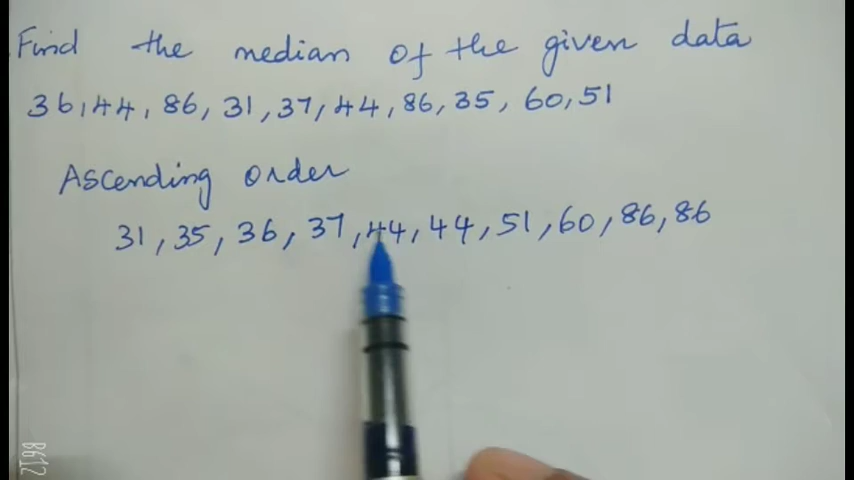 Find the median of the given data
36, 44, 86, 31, 37, 44, 86, 35, 60, 51
Ascending order
31, 35, 36, 37, 44, 44, 51, 60, 86, 86
B612